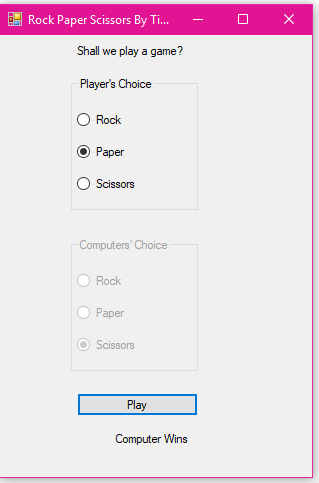 Rock Paper Scissors By Ti...
Shall we play a game?
Player's Choice
Rock
Paper
Scissors
Computers' Choice
Rock
Paper
Scissors
Play
Computer Wins